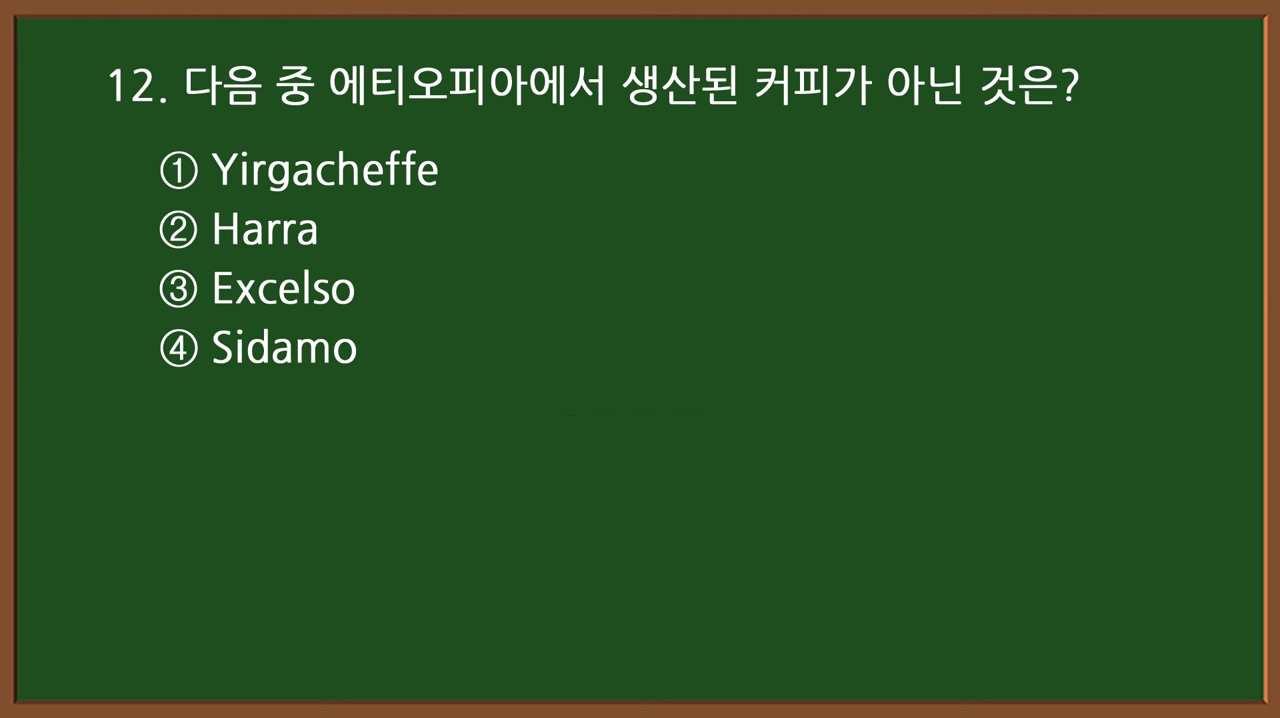 12. 다음 중 에티오피아에서 생산된 커피가 아닌 것은?
① Yirgacheffe
② Harra
③ Excelso
④ Sidamo